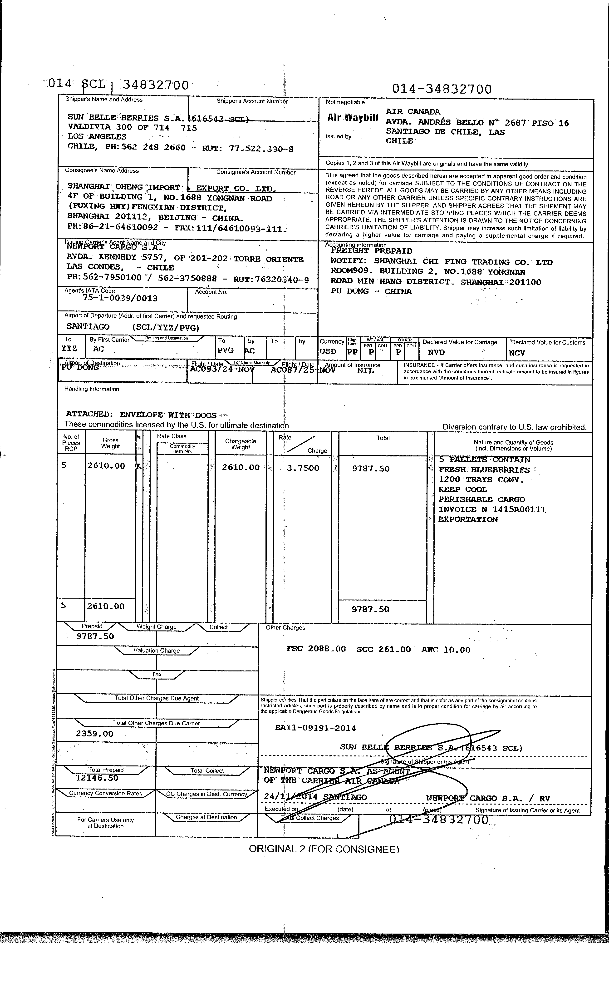 014 SCL 34832700
014-34832700
Shipper's Name and Address
Shipper's Account Number
SUN BELLE BERRIES S.A. (616543 SCL)
VALDIVIA 300 OF 714 715
LOS ANGELES
CHILE, PH:562 248 2660 - RUT: 77.522.330-8
Not negotiable
Air Waybill
issued by
AIR CANADA
AVDA. ANDRÉS BELLO N° 2687 PISO 16
SANTIAGO DE CHILE, LAS
CHILE
Copies 1, 2 and 3 of this Air Waybill are originals and have the same validity.
Consignee's Name Address
Consignee's Account Number
SHANGHAI OHENG IMPORT & EXPORT CO. LTD.
4F OF BUILDING 1, NO.1688 YONGNAN ROAD
(PUXING HWY)FENGXIAN DISTRICT,
SHANGHAI 201112, BEIJING - CHINA.
PH:86-21-64610092 - FAX:111/64610093-111.
"It is agreed that the goods described herein are accepted in apparent good order and condition
(except as noted) for carriage SUBJECT TO THE CONDITIONS OF CONTRACT ON THE
REVERSE HEREOF. ALL GOODS MAY BE CARRIED BY ANY OTHER MEANS INCLUDING
ROAD OR ANY OTHER CARRIER UNLESS SPECIFIC CONTRARY INSTRUCTIONS ARE
GIVEN HEREON BY THE SHIPPER, AND SHIPPER AGREES THAT THE SHIPMENT MAY
BE CARRIED VIA INTERMEDIATE STOPPING PLACES WHICH THE CARRIER DEEMS
APPROPRIATE. THE SHIPPER'S ATTENTION IS DRAWN TO THE NOTICE CONCERNING
CARRIER'S LIMITATION OF LIABILITY. Shipper may increase such limitation of liability by
declaring a higher value for carriage and paying a supplemental charge if required."
Issuing Carrier's Agent Name and City
NEWPORT CARGO S.A.
AVDA. KENNEDY 5757, OF 201-202 TORRE ORIENTE
LAS CONDES, - CHILE
PH:562-7950100 / 562-3750888 - RUT:76320340-9
Accounting information
FREIGHT PREPAID
NOTIFY: SHANGHAI CHI PING TRADING CO. LTD
ROOM909. BUILDING 2, NO.1688 YONGNAN
ROAD MIN HANG DISTRICT. SHANGHAI 201100
PU DONG - CHINA
Agent's IATA Code
75-1-0039/0013
Account No.
Airport of Departure (Addr. of first Carrier) and requested Routing
SANTIAGO (SCL/YYZ/PVG)
To
YYZ
By First Carrier
Routing and Destination
AC
To
PVG
by
AC
To
by
Currency
USD
Chgs Code
PP
WT / VAL
PPD COLL
P
OTHER
PPD COLL
P
Declared Value for Carriage
NVD
Declared Value for Customs
NCV
Airport of Destination
PU DONG
Flight / Date
For Carrier Use only
Flight / Date
AC093/24-NOV
AC087/25-NOV
Amount of Insurance
NIL
INSURANCE - If Carrier offers insurance, and such insurance is requested in
accordance with the conditions thereof, indicate amount to be insured in figures
in box marked 'Amount of Insurance'.
Handling Information
ATTACHED: ENVELOPE WITH DOCS
These commodities licensed by the U.S. for ultimate destination
Diversion contrary to U.S. law prohibited.
No. of Pieces RCP
Gross Weight
kg
lb
Rate Class
Commodity Item No.
Chargeable Weight
Rate / Charge
Total
Nature and Quantity of Goods
(incl. Dimensions or Volume)
5 2610.00 K 2610.00 3.7500 9787.50
5 PALLETS CONTAIN
FRESH BLUEBERRIES
1200 TRAYS CONV.
KEEP COOL
PERISHABLE CARGO
INVOICE N 1415A00111
EXPORTATION
5 2610.00 9787.50
Prepaid
Weight Charge
Collect
9787.50
Valuation Charge
Tax
Total Other Charges Due Agent
Total Other Charges Due Carrier
2359.00
Other Charges
FSC 2088.00 SCC 261.00 AWC 10.00
Shipper certifies That the particulars on the face here of are correct and that in sofar as any part of the consignment contains
restricted articles, such part is properly described by name and is in proper condition for carriage by air according to
the applicable Dangerous Goods Regulations.
EA11-09191-2014
SUN BELLE BERRIES S.A. (616543 SCL)
Signature of Shipper or his Agent
Total Prepaid
12146.50
Total Collect
NEWPORT CARGO S.A. AS AGENT
OF THE CARRIER AIR CANADA
24/11/2014 SANTIAGO
NEWPORT CARGO S.A. / RV
Currency Conversion Rates
CC Charges in Dest. Currency
Executed on (date) at (place) Signature of Issuing Carrier or its Agent
For Carriers Use only
at Destination
Charges at Destination
Total Collect Charges
014-34832700
ORIGINAL 2 (FOR CONSIGNEE)